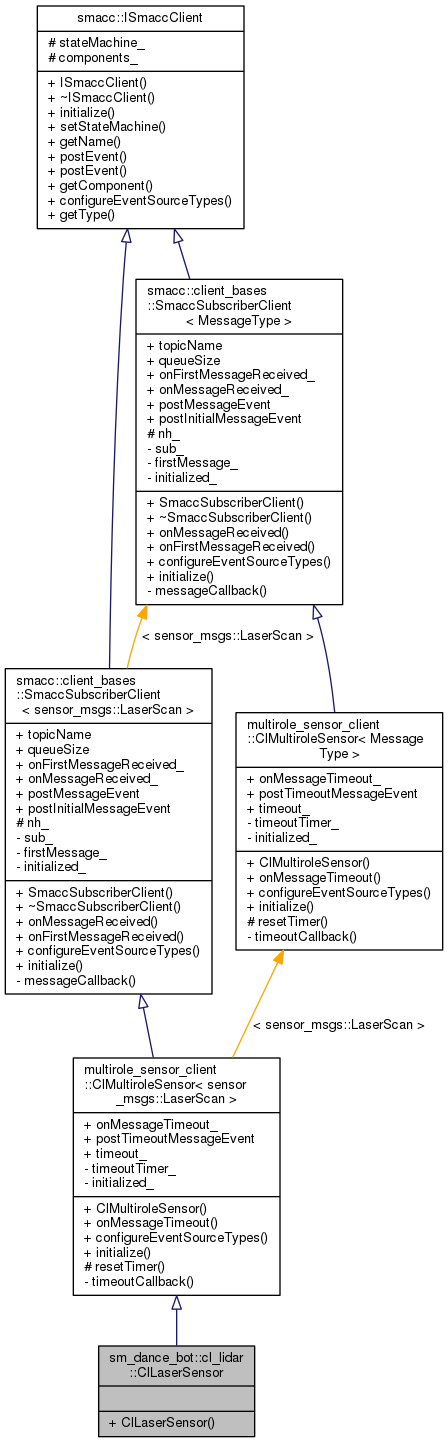 smacc::ISmaccClient
# stateMachine_
# components_
+ ISmaccClient()
+ ~ISmaccClient()
+ initialize()
+ setStateMachine()
+ getName()
+ postEvent()
+ postEvent()
+ getComponent()
+ configureEventSourceTypes()
+ getType()
smacc::client_bases
::SmaccSubscriberClient
< MessageType >
+ topicName
+ queueSize
+ onFirstMessageReceived_
+ onMessageReceived_
+ postMessageEvent
+ postInitialMessageEvent
# nh_
- sub_
- firstMessage_
- initialized_
+ SmaccSubscriberClient()
+ ~SmaccSubscriberClient()
+ onMessageReceived()
+ onFirstMessageReceived()
+ configureEventSourceTypes()
+ initialize()
- messageCallback()
< sensor_msgs::LaserScan >
smacc::client_bases
::SmaccSubscriberClient
< sensor_msgs::LaserScan >
+ topicName
+ queueSize
+ onFirstMessageReceived_
+ onMessageReceived_
+ postMessageEvent
+ postInitialMessageEvent
# nh_
- sub_
- firstMessage_
- initialized_
+ SmaccSubscriberClient()
+ ~SmaccSubscriberClient()
+ onMessageReceived()
+ onFirstMessageReceived()
+ configureEventSourceTypes()
+ initialize()
- messageCallback()
multirole_sensor_client
::ClMultiroleSensor< Message
Type >
+ onMessageTimeout_
+ postTimeoutMessageEvent
+ timeout_
- timeoutTimer_
- initialized_
+ ClMultiroleSensor()
+ onMessageTimeout()
+ configureEventSourceTypes()
+ initialize()
# resetTimer()
- timeoutCallback()
< sensor_msgs::LaserScan >
multirole_sensor_client
::ClMultiroleSensor< sensor
_msgs::LaserScan >
+ onMessageTimeout_
+ postTimeoutMessageEvent
+ timeout_
- timeoutTimer_
- initialized_
+ ClMultiroleSensor()
+ onMessageTimeout()
+ configureEventSourceTypes()
+ initialize()
# resetTimer()
- timeoutCallback()
sm_dance_bot::cl_lidar
::ClLaserSensor
+ ClLaserSensor()